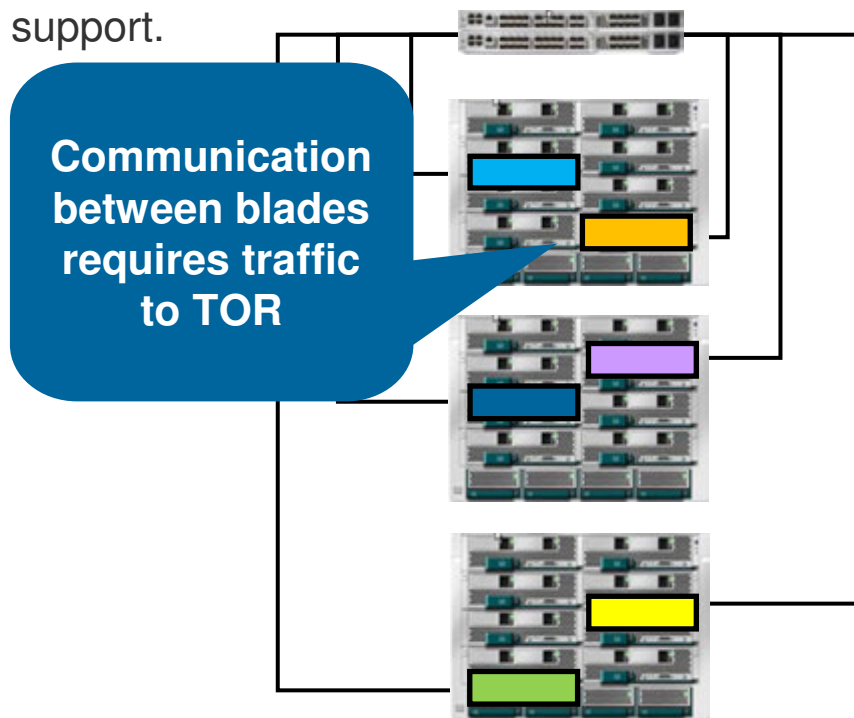 support.
Communication
between blades
requires traffic
to TOR